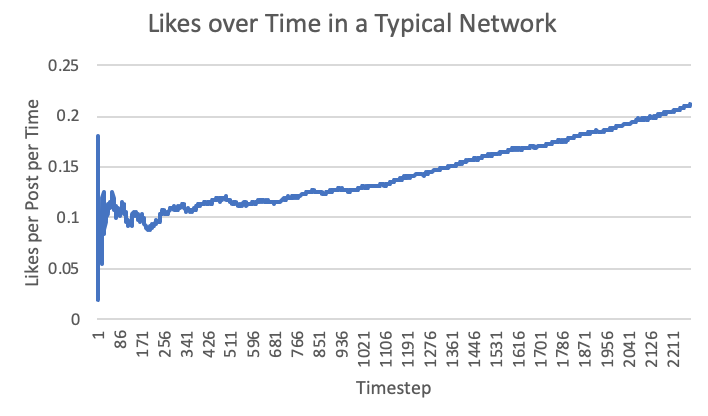 Likes over Time in a Typical Network
Likes per Post per Time
0.25
0.2
0.15
0.1
0.05
0
1 86 171 256 341 426 511 596 681 766 851 936 1021 1106 1191 1276 1361 1446 1531 1616 1701 1786 1871 1956 2041 2126 2211
Timestep